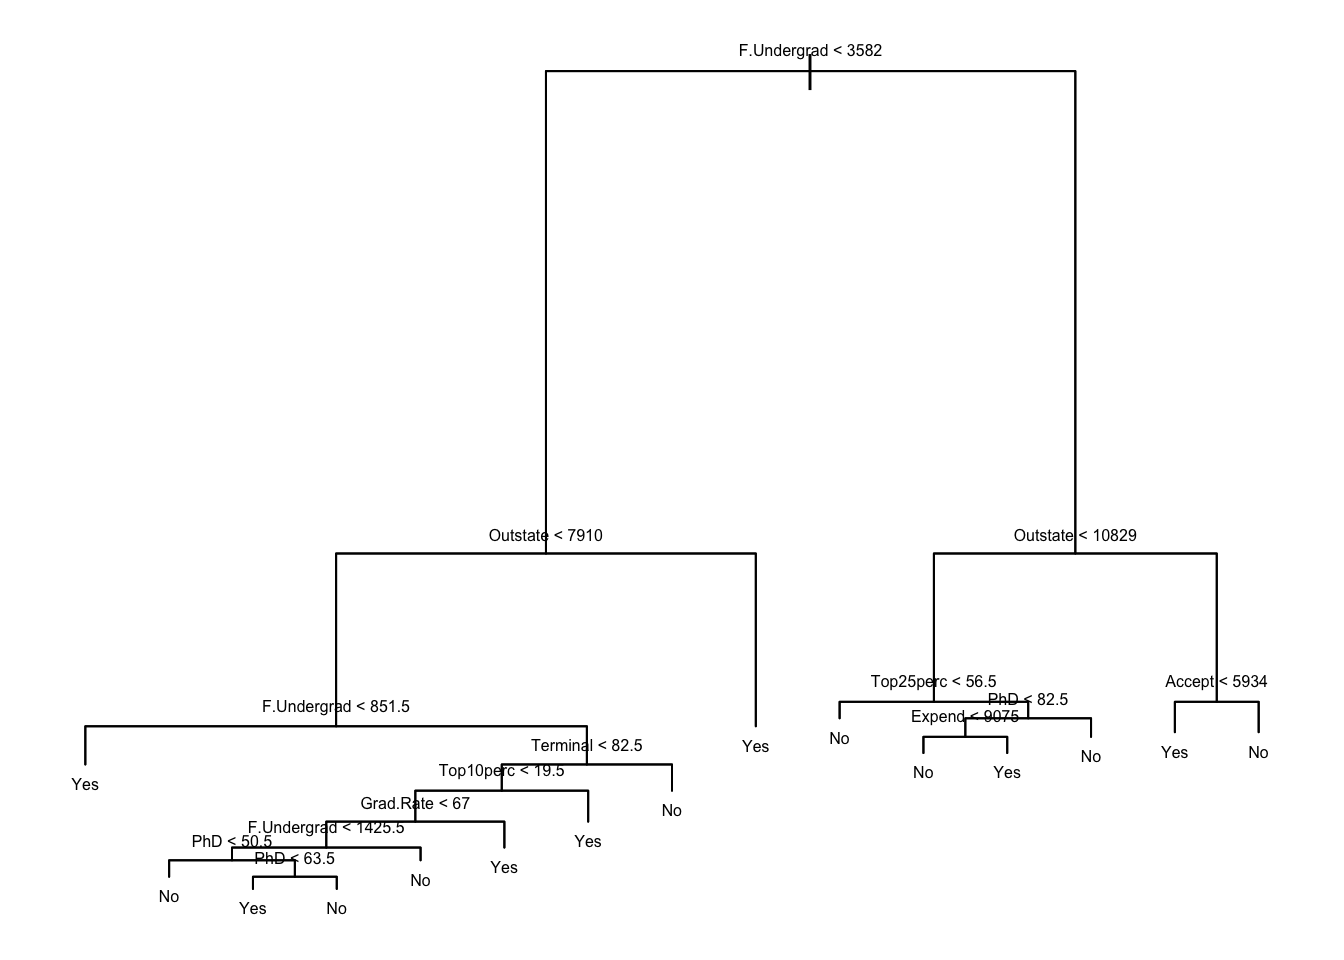 F.Undergrad < 3582
Outstate < 7910
Outstate < 10829
Top25perc < 56.5
Accept < 5934
PhD < 82.5
F.Undergrad < 851.5
Expend < 9075
No
Terminal < 82.5
Yes
Yes
No
No
Top10perc < 19.5
No
Yes
Yes
Grad.Rate < 67
No
F.Undergrad < 1425.5
PhD < 50.5
Yes
PhD < 63.5
Yes
No
No
Yes
No